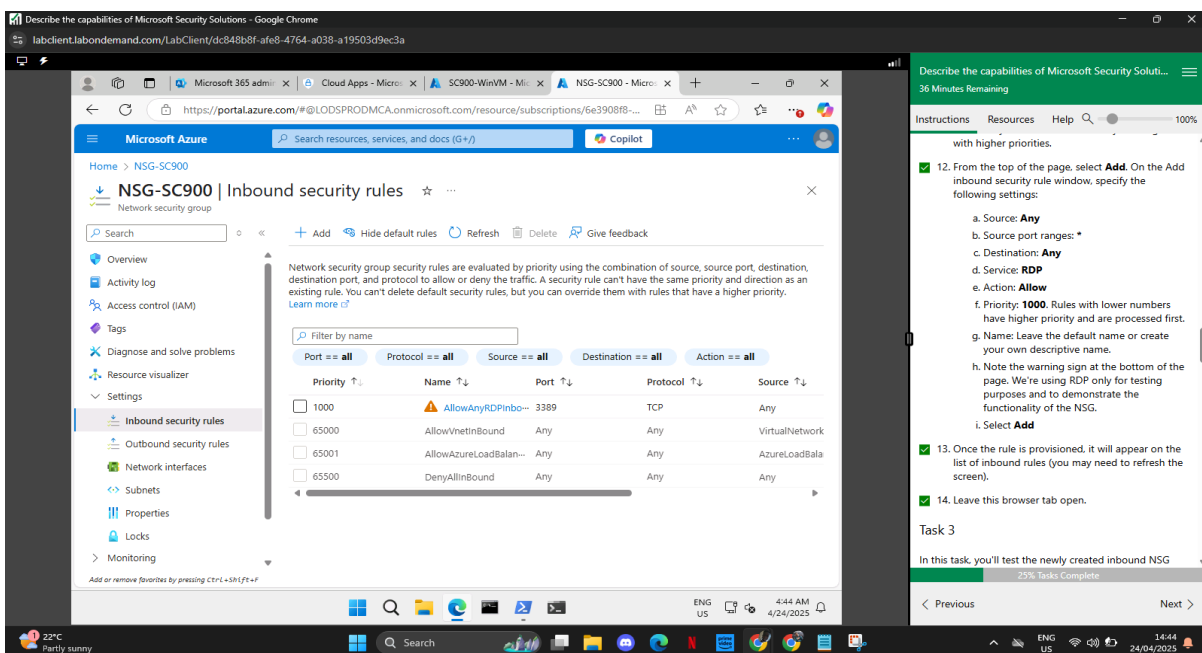 Describe the capabilities of Microsoft Security Solutions - Google Chrome
labclient.labondemand.com/LabClient/dc848b8f-afe8-4764-a038-a19503d9ec3a
Microsoft 365 admin
Cloud Apps - Micros
SC900-WinVM - Mic
NSG-SC900 - Micros
https://portal.azure.com/#@LODSPRODMCA.onmicrosoft.com/resource/subscriptions/6e3908f8-...
Microsoft Azure
Search resources, services, and docs (G+/)
Copilot
Home > NSG-SC900
NSG-SC900 | Inbound security rules
Network security group
Search
Overview
Activity log
Access control (IAM)
Tags
Diagnose and solve problems
Resource visualizer
Settings
Inbound security rules
Outbound security rules
Network interfaces
Subnets
Properties
Locks
Monitoring
Add or remove favorites by pressing Ctrl+Shift+F
Add Hide default rules Refresh Delete Give feedback
Network security group security rules are evaluated by priority using the combination of source, source port, destination,
destination port, and protocol to allow or deny the traffic. A security rule can't have the same priority and direction as an
existing rule. You can't delete default security rules, but you can override them with rules that have a higher priority.
Learn more
Filter by name
Port == all Protocol == all Source == all Destination == all Action == all
Priority Name Port Protocol Source
1000 AllowAnyRDPInbo... 3389 TCP Any
65000 AllowVnetInBound Any Any VirtualNetwork
65001 AllowAzureLoadBalan... Any Any AzureLoadBala
65500 DenyAllInBound Any Any Any
ENG
US
4:44 AM
4/24/2025
Describe the capabilities of Microsoft Security Soluti...
36 Minutes Remaining
Instructions Resources Help 100%
with higher priorities.
12. From the top of the page, select Add. On the Add
inbound security rule window, specify the
following settings:
a. Source: Any
b. Source port ranges: *
c. Destination: Any
d. Service: RDP
e. Action: Allow
f. Priority: 1000. Rules with lower numbers
have higher priority and are processed first.
g. Name: Leave the default name or create
your own descriptive name.
h. Note the warning sign at the bottom of the
page. We're using RDP only for testing
purposes and to demonstrate the
functionality of the NSG.
i. Select Add
13. Once the rule is provisioned, it will appear on the
list of inbound rules (you may need to refresh the
screen).
14. Leave this browser tab open.
Task 3
In this task, you'll test the newly created inbound NSG
25% Tasks Complete
< Previous
Next >
1
22°C
Partly sunny
Search
ENG
US
14:44
24/04/2025